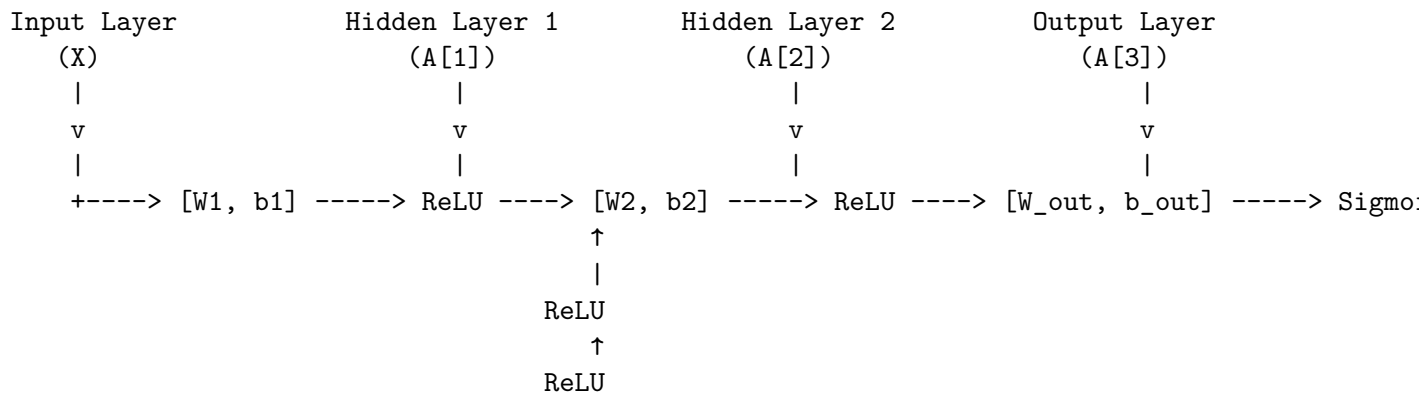 Input Layer Hidden Layer 1 Hidden Layer 2 Output Layer
(X) (A[1]) (A[2]) (A[3])
| | | |
v v v v
| | | |
+----> [W1, b1] -----> ReLU ----> [W2, b2] -----> ReLU ----> [W_out, b_out] -----> Sigmo
↑
|
ReLU
↑
ReLU